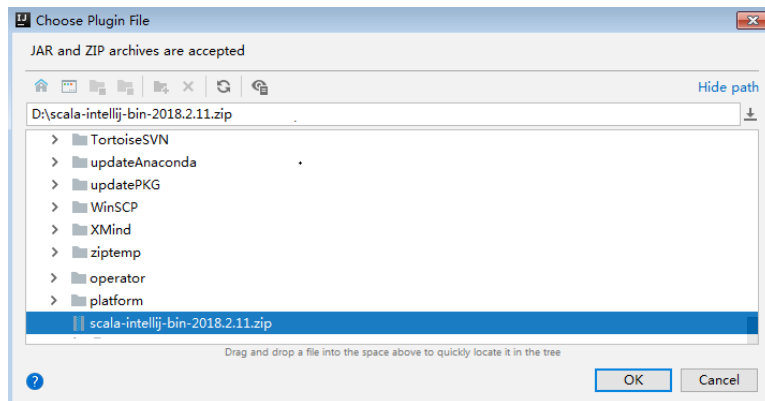 Choose Plugin File
JAR and ZIP archives are accepted
Hide path
D:\scala-intellij-bin-2018.2.11.zip
TortoiseSVN
updateAnaconda
updatePKG
WinSCP
XMind
ziptemp
operator
platform
scala-intellij-bin-2018.2.11.zip
Drag and drop a file into the space above to quickly locate it in the tree
OK Cancel